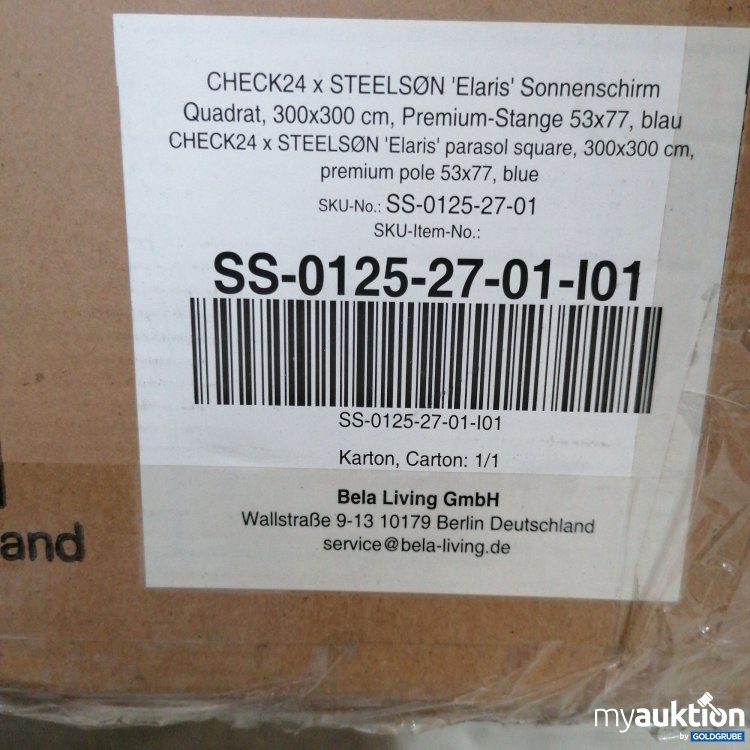 CHECK24 x STEELSØN 'Elaris' Sonnenschirm
Quadrat, 300x300 cm, Premium-Stange 53x77, blau
CHECK24 x STEELSØN 'Elaris' parasol square, 300x300 cm,
premium pole 53x77, blue
SKU-No.: SS-0125-27-01
SKU-Item-No.:
SS-0125-27-01-I01
SS-0125-27-01-I01
Karton, Carton: 1/1
Bela Living GmbH
Wallstraße 9-13 10179 Berlin Deutschland
service@bela-living.de
and
myauktion
by GOLDGRUBE